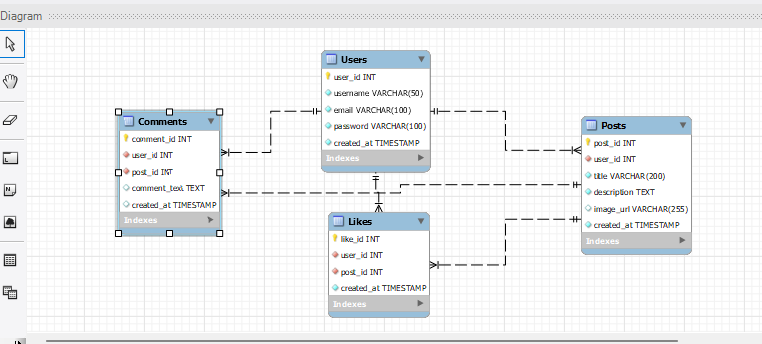 Diagram
Users
user_id INT
username VARCHAR(50)
email VARCHAR(100)
password VARCHAR(100)
created_at TIMESTAMP
Indexes
Comments
comment_id INT
user_id INT
post_id INT
comment_text TEXT
created_at TIMESTAMP
Indexes
Posts
post_id INT
user_id INT
title VARCHAR(200)
description TEXT
image_url VARCHAR(255)
created_at TIMESTAMP
Indexes
Likes
like_id INT
user_id INT
post_id INT
created_at TIMESTAMP
Indexes